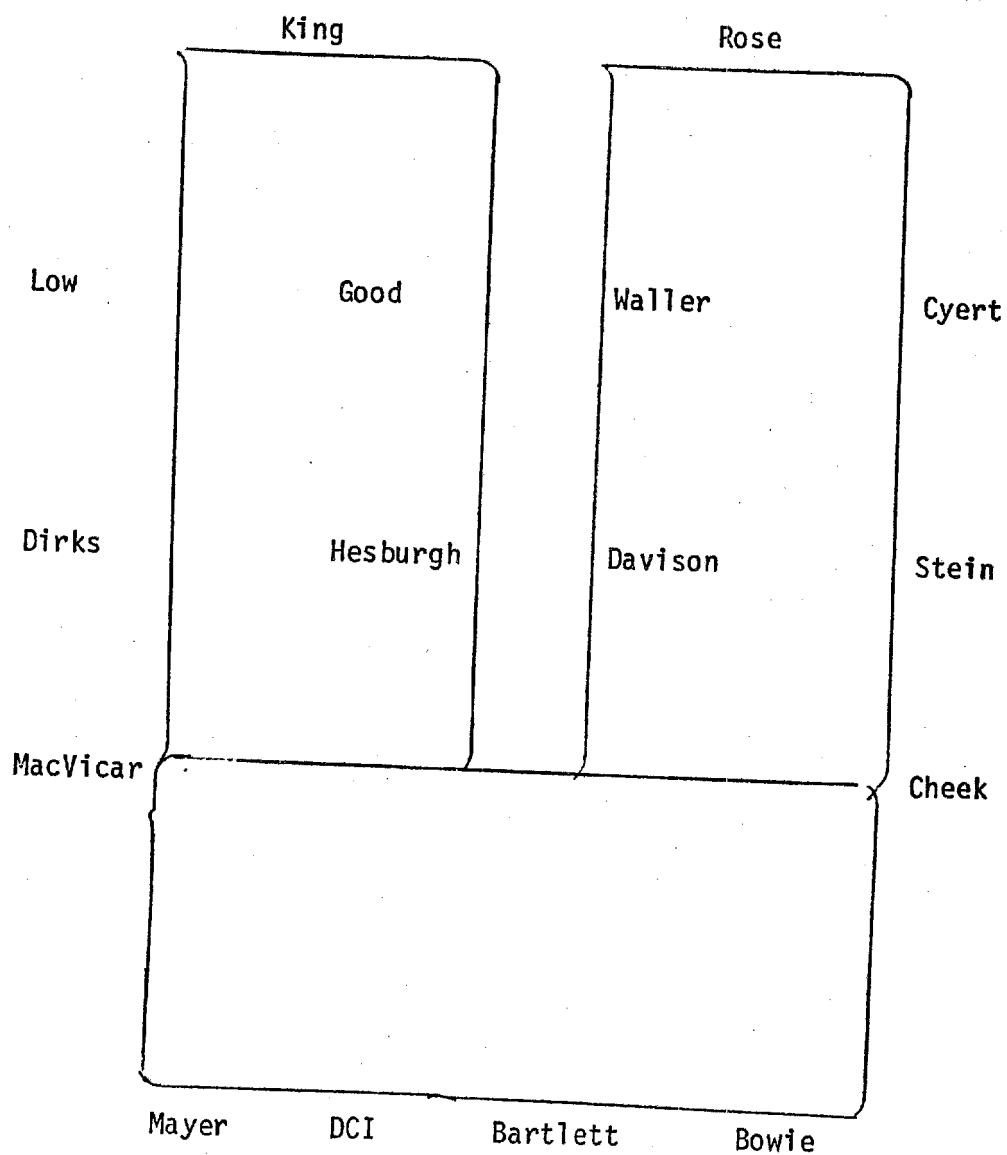 King Rose
Low Good Waller Cyert
Dirks Hesburgh Davison Stein
MacVicar Cheek
Mayer DCI Bartlett Bowie